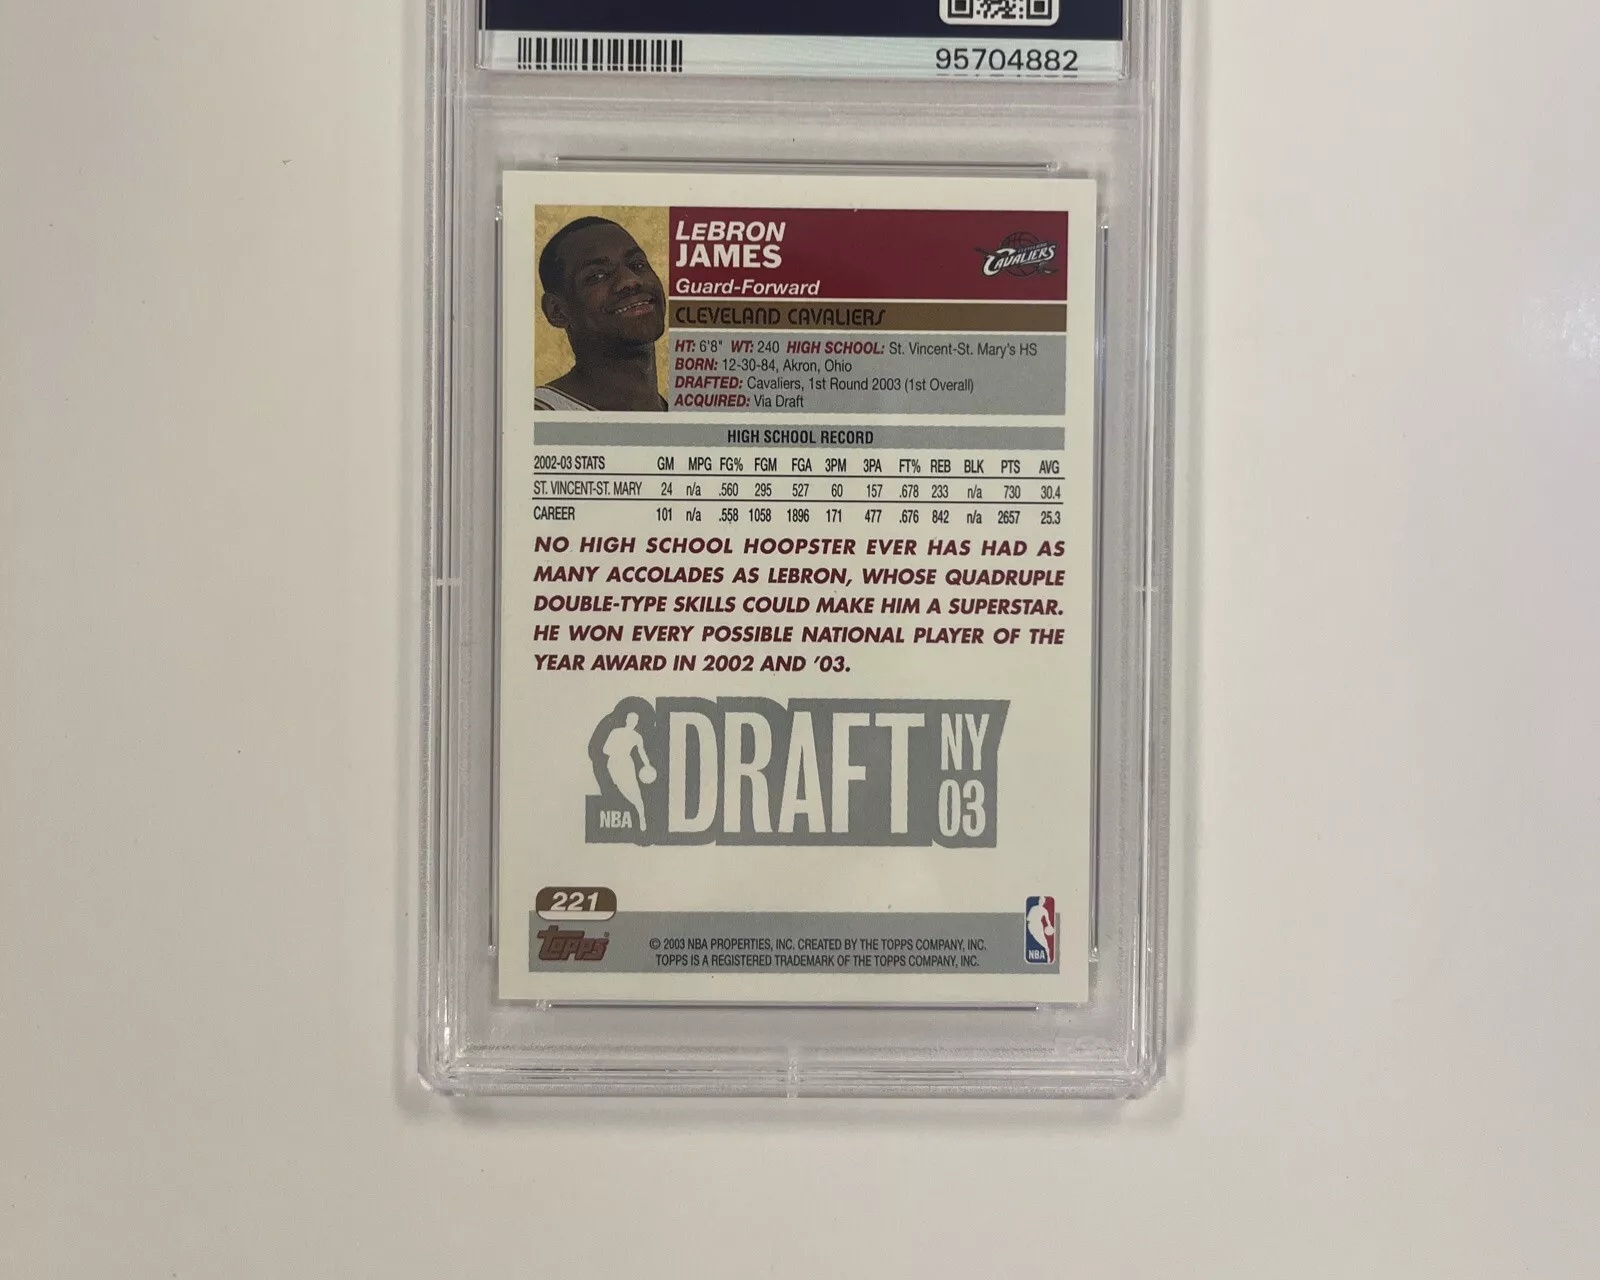 95704882
LeBRON
JAMES
Guard-Forward
CAVALIERS
CLEVELAND CAVALIERS
HT: 6'8" WT: 240 HIGH SCHOOL: St. Vincent-St. Mary's HS
BORN: 12-30-84, Akron, Ohio
DRAFTED: Cavaliers, 1st Round 2003 (1st Overall)
ACQUIRED: Via Draft
HIGH SCHOOL RECORD
2002-03 STATS GM MPG FG% FGM FGA 3PM 3PA FT% REB BLK PTS AVG
ST. VINCENT-ST. MARY 24 n/a .560 295 527 60 157 .678 233 n/a 730 30.4
CAREER 101 n/a .558 1058 1896 171 477 .676 842 n/a 2657 25.3
NO HIGH SCHOOL HOOPSTER EVER HAS HAD AS
MANY ACCOLADES AS LEBRON, WHOSE QUADRUPLE
DOUBLE-TYPE SKILLS COULD MAKE HIM A SUPERSTAR.
HE WON EVERY POSSIBLE NATIONAL PLAYER OF THE
YEAR AWARD IN 2002 AND '03.
NBA DRAFT NY 03
221
Topps
© 2003 NBA PROPERTIES, INC. CREATED BY THE TOPPS COMPANY, INC.
TOPPS IS A REGISTERED TRADEMARK OF THE TOPPS COMPANY, INC.
NBA